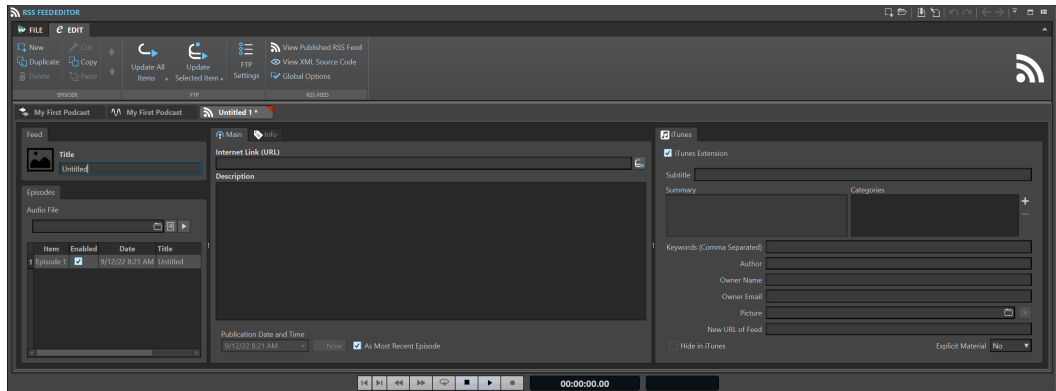 RSS FEEDEDITOR
FILE EDIT
New Cut
Duplicate Copy
Delete Paste
Update All Items
Update Selected Item
FTP Settings
View Published RSS Feed
View XML Source Code
Global Options
EPISODE FTP RSS FEED
My First Podcast My First Podcast Untitled 1 *
Feed
Title
Untitled
Episodes
Audio File
Item Enabled Date Title
1 Episode 1 9/12/22 8:21 AM Untitled
Main Info
Internet Link (URL)
Description
Publication Date and Time
9/12/22 8:21 AM Now As Most Recent Episode
iTunes
iTunes Extension
Subtitle
Summary Categories
Keywords (Comma Separated)
Author
Owner Name
Owner Email
Picture
New URL of Feed
Hide in iTunes Explicit Material No
00:00:00.00